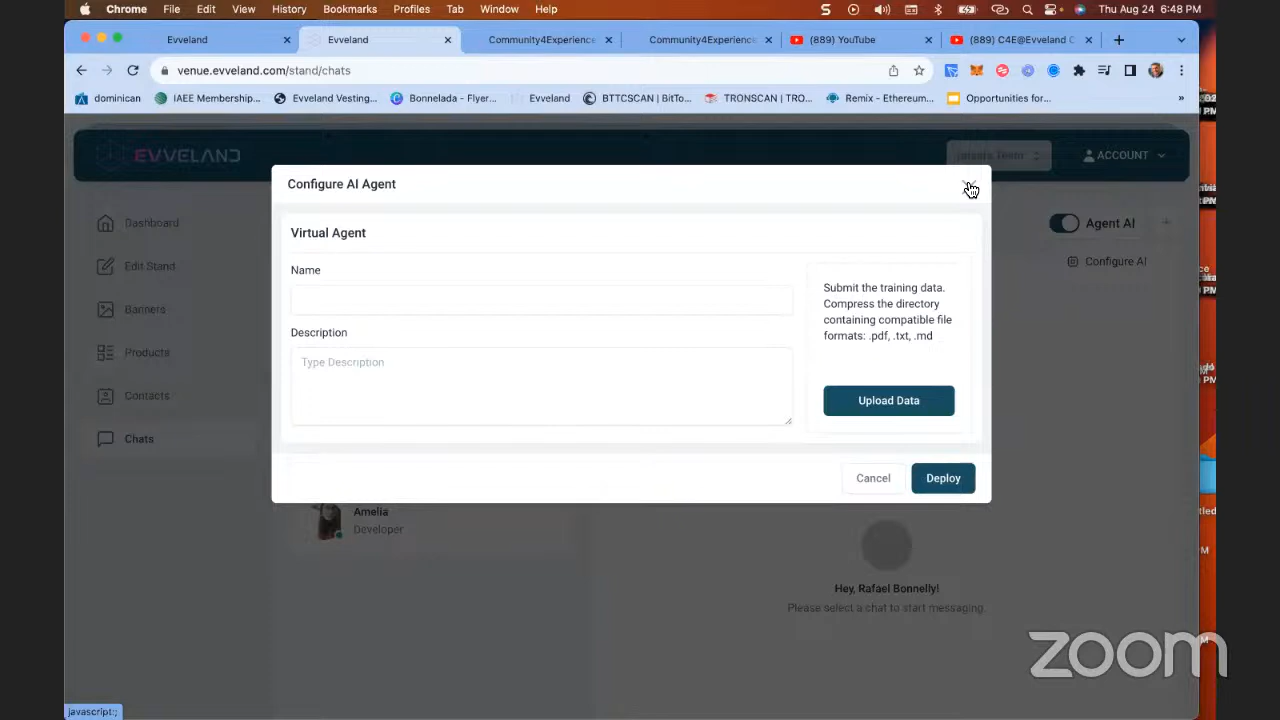 Chrome File Edit View History Bookmarks Profiles Tab Window Help Thu Aug 24 6:48 PM
Evveland Evveland Community4Experience Community4Experience (889) YouTube (889) C4E@Evveland C
venue.evveland.com/stand/chats
dominican IAEE Membership... Evveland Vesting... Bonnelada - Flyer... Evveland BTTCSCAN | BitTo... TRONSCAN | TRO... Remix - Ethereum... Opportunities for... »
EVVELAND ACCOUNT
Configure AI Agent
Virtual Agent
Name
Description
Type Description
Submit the training data.
Compress the directory
containing compatible file
formats: .pdf, .txt, .md
Upload Data
Cancel Deploy
Dashboard
Edit Stand
Banners
Products
Contacts
Chats
Agent AI
Configure AI
Amelia
Developer
Hey, Rafael Bonnelly!
Please select a chat to start messaging.
zoom
javascript:;